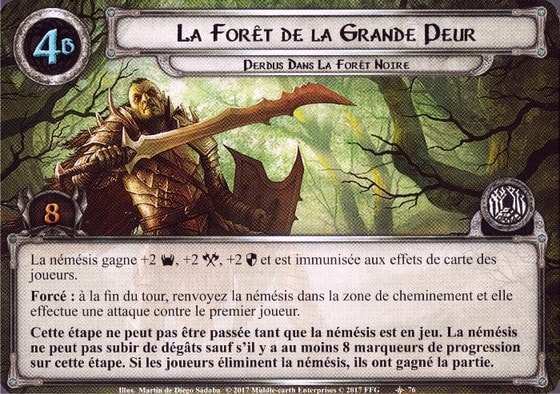 4B
La Forêt de la Grande Peur
Perdus Dans La Forêt Noire
8
La némésis gagne +2 , +2 , +2 et est immunisée aux effets de carte des
joueurs.
Forcé : à la fin du tour, renvoyez la némésis dans la zone de cheminement et elle
effectue une attaque contre le premier joueur.
Cette étape ne peut pas être passée tant que la némésis est en jeu. La némésis
ne peut pas subir de dégâts sauf s'il y a au moins 8 marqueurs de progression
sur cette étape. Si les joueurs éliminent la némésis, ils ont gagné la partie.
Illus. Martin de Diego Sádaba © 2017 Middle-earth Enterprises © 2017 FFG 76